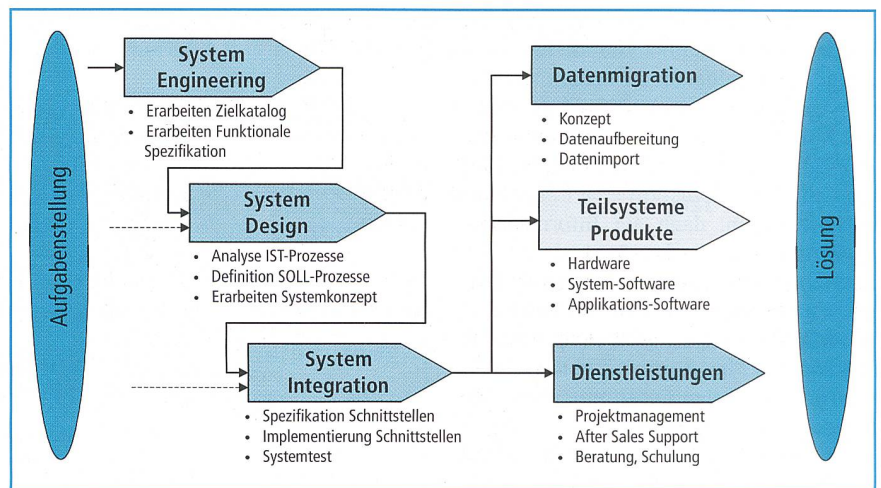 Aufgabenstellung
System
Engineering
• Erarbeiten Zielkatalog
• Erarbeiten Funktionale
Spezifikation
System
Design
• Analyse IST-Prozesse
• Definition SOLL-Prozesse
• Erarbeiten Systemkonzept
System
Integration
• Spezifikation Schnittstellen
• Implementierung Schnittstellen
• Systemtest
Datenmigration
• Konzept
• Datenaufbereitung
• Datenimport
Teilsysteme
Produkte
• Hardware
• System-Software
• Applikations-Software
Dienstleistungen
• Projektmanagement
• After Sales Support
• Beratung, Schulung
Lösung